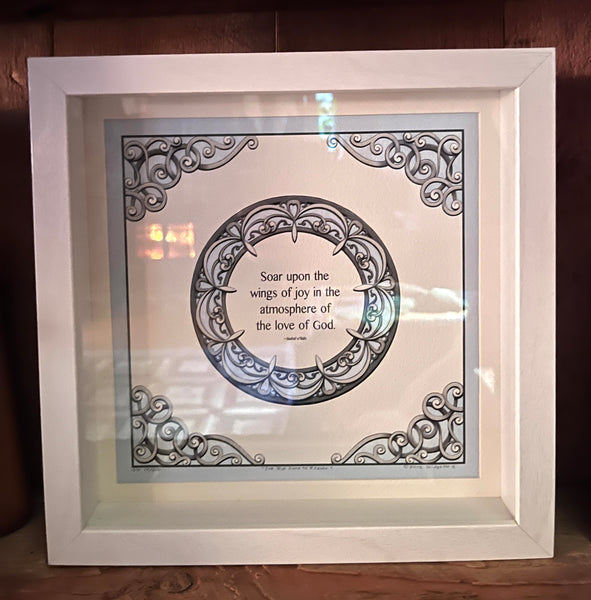 Soar upon the
wings of joy in the
atmosphere of
the love of God.